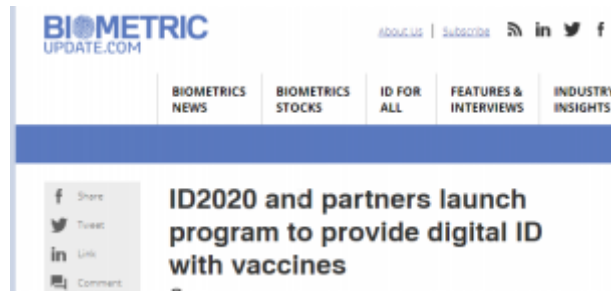 BIOMETRIC
UPDATE.COM
About Us | Subscribe
BIOMETRICS NEWS
BIOMETRICS STOCKS
ID FOR ALL
FEATURES & INTERVIEWS
INDUSTRY INSIGHTS
Share
Tweet
Link
Comment
ID2020 and partners launch
program to provide digital ID
with vaccines